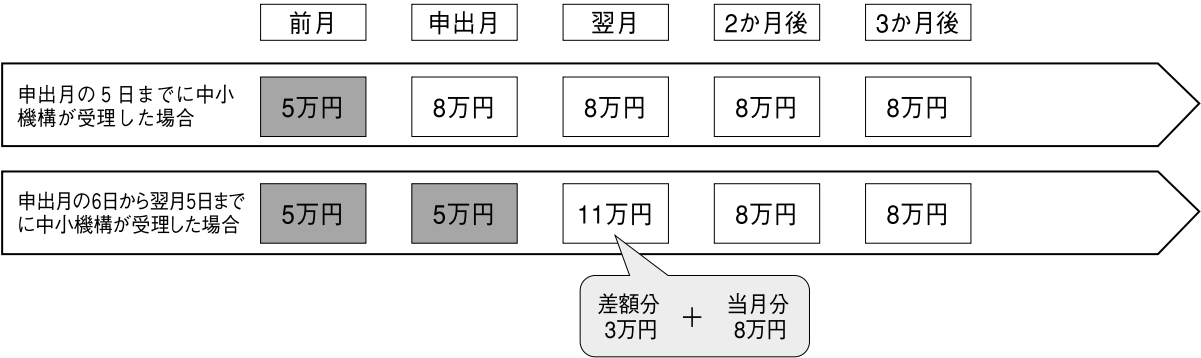 前月 申出月 翌月 2か月後 3か月後
申出月の5日までに中小
機構が受理した場合
5万円 8万円 8万円 8万円 8万円
申出月の6日から翌月5日まで
に中小機構が受理した場合
5万円 5万円 11万円 8万円 8万円
差額分 + 当月分
3万円 8万円